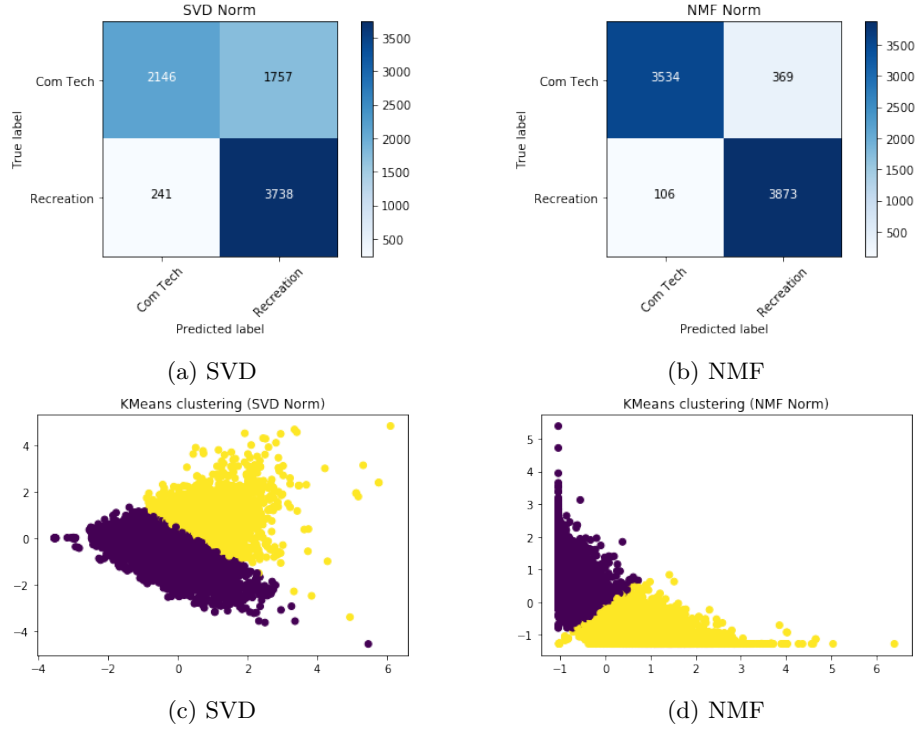 SVD Norm
Com Tech
Recreation
True label
2146 1757
241 3738
Com Tech
Recreation
Predicted label
3500
3000
2500
2000
1500
1000
500
(a) SVD
NMF Norm
Com Tech
Recreation
True label
3534 369
106 3873
Com Tech
Recreation
Predicted label
3500
3000
2500
2000
1500
1000
500
(b) NMF
KMeans clustering (SVD Norm)
4
2
0
−2
−4
−4 −2 0 2 4 6
(c) SVD
KMeans clustering (NMF Norm)
5
4
3
2
1
0
−1
−1 0 1 2 3 4 5 6
(d) NMF